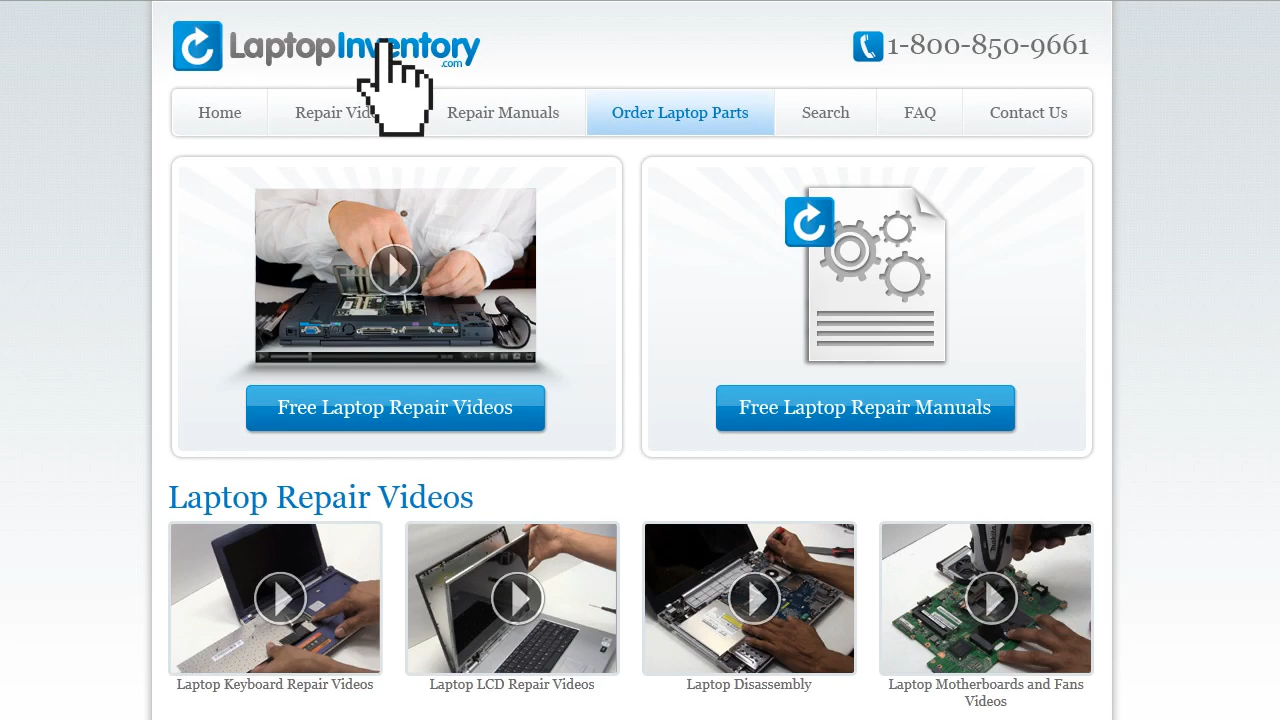 LaptopInventory
.com
1-800-850-9661
Home
Repair Vid
Repair Manuals
Order Laptop Parts
Search
FAQ
Contact Us
Free Laptop Repair Videos
Free Laptop Repair Manuals
Laptop Repair Videos
Laptop Keyboard Repair Videos
Laptop LCD Repair Videos
Laptop Disassembly
Laptop Motherboards and Fans
Videos